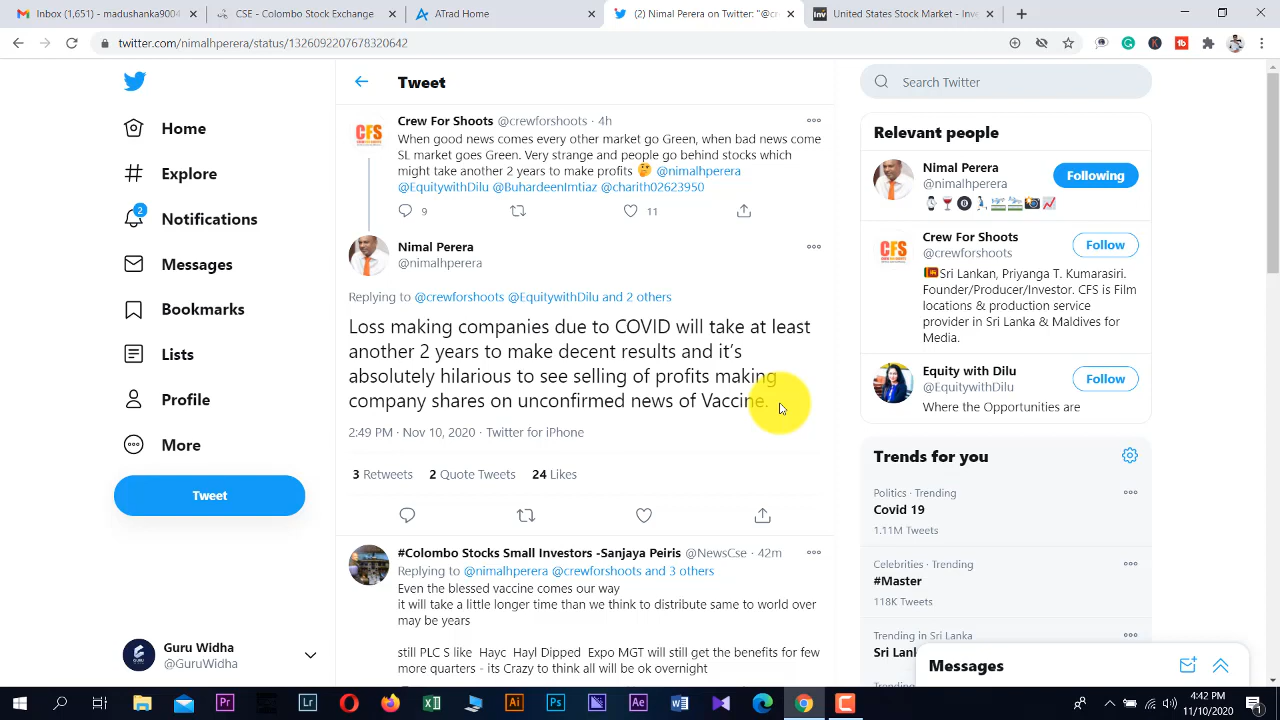 Inbox (1,651) - mautshanka9004
CSE - Colombo Stock Exchange
Atrad Home
(2) Nimal Perera on Twitter: "@c
Inv
United States Stock Market - Inve
twitter.com/nimalhperera/status/1326092207678320642
Home
Explore
2
Notifications
Messages
Bookmarks
Lists
Profile
More
Tweet
Guru Widha
@GuruWidha
Tweet
CFS
Crew For Shoots @crewforshoots · 4h
When good news comes every other market go Green, when bad news come
SL market goes Green. Very strange and people go behind stocks which
might take another 2 years to make profits 🤔 @nimalhperera
@EquitywithDilu @BuhardeenImtiaz @charith02623950
9
11
Nimal Perera
@nimalhperera
Replying to @crewforshoots @EquitywithDilu and 2 others
Loss making companies due to COVID will take at least
another 2 years to make decent results and it's
absolutely hilarious to see selling of profits making
company shares on unconfirmed news of Vaccine.
2:49 PM · Nov 10, 2020 · Twitter for iPhone
3 Retweets 2 Quote Tweets 24 Likes
#Colombo Stocks Small Investors -Sanjaya Peiris @NewsCse · 42m
Replying to @nimalhperera @crewforshoots and 3 others
Even the blessed vaccine comes our way
it will take a little longer time than we think to distribute same to world over
may be years
still PLC S like Hayc Hayl Dipped Expo MGT will still get the benefits for few
more quarters - its Crazy to think all will be ok overnight
Search Twitter
Relevant people
Nimal Perera
@nimalhperera
Following
CFS
Crew For Shoots
@crewforshoots
Follow
🇱🇰Sri Lankan, Priyanga T. Kumarasiri.
Founder/Producer/Investor. CFS is Film
locations & production service
provider in Sri Lanka & Maldives for
Media.
Equity with Dilu
@EquitywithDilu
Follow
Where the Opportunities are
Trends for you
Politics · Trending
Covid 19
1.11M Tweets
Celebrities · Trending
#Master
118K Tweets
Trending in Sri Lanka
Sri Lan
Messages
Pr
Lr
Ai
Ps
Ae
4:42 PM
11/10/2020